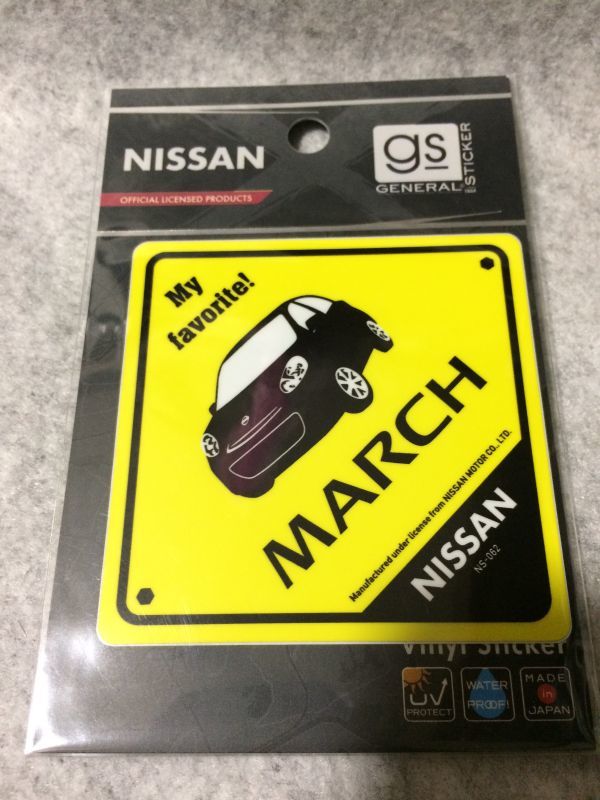 NISSAN
OFFICIAL LICENSED PRODUCTS
gs
GENERAL STICKER
My
favorite!
MARCH
Manufactured under license from NISSAN MOTOR CO., LTD.
NISSAN
NS-062
Vinyl Sticker
UV
PROTECT
WATER
PROOF!
MADE
in
JAPAN